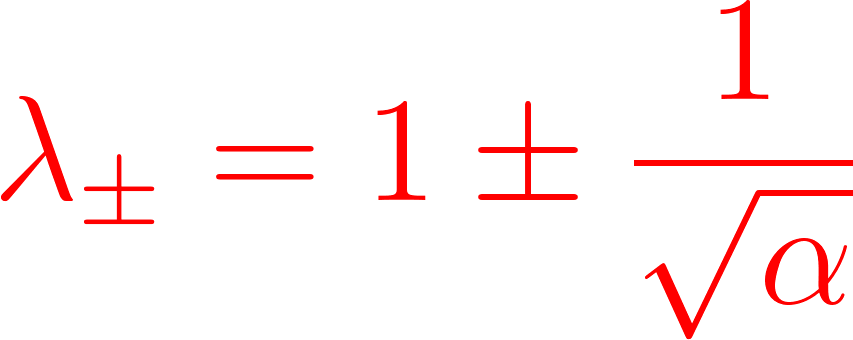 λ± = 1 ± 1/√α